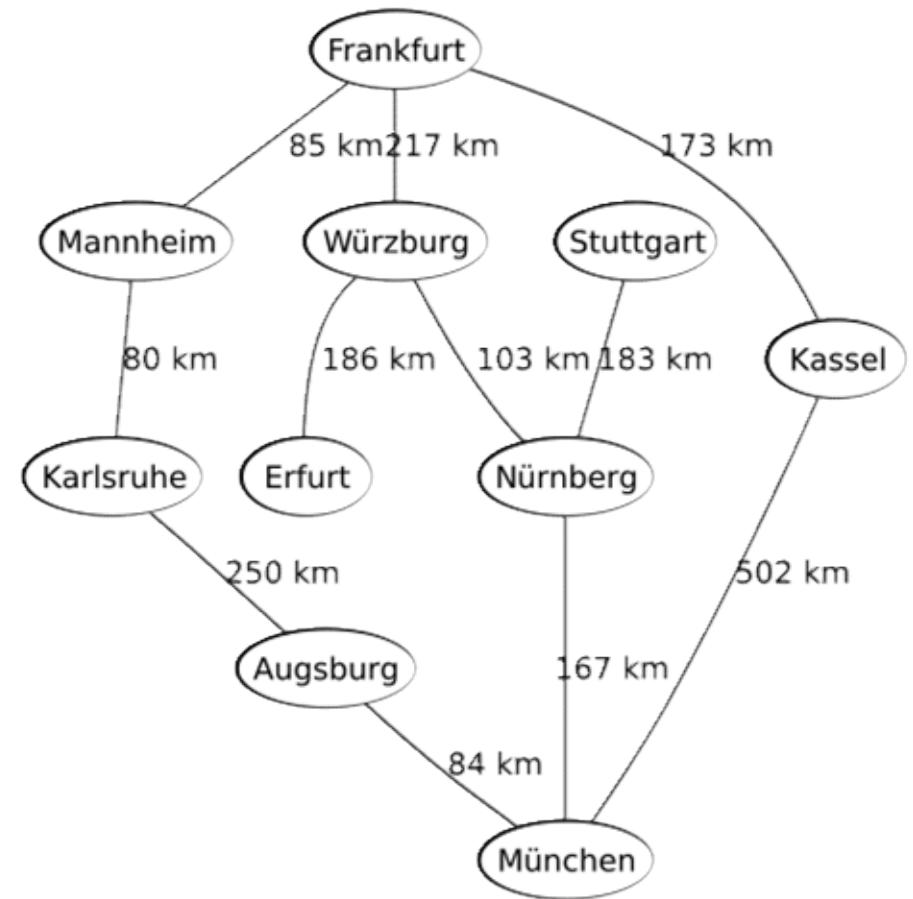 Frankfurt
85 km
217 km
173 km
Mannheim
Würzburg
Stuttgart
80 km
186 km
103 km
183 km
Kassel
Karlsruhe
Erfurt
Nürnberg
250 km
502 km
Augsburg
167 km
84 km
München